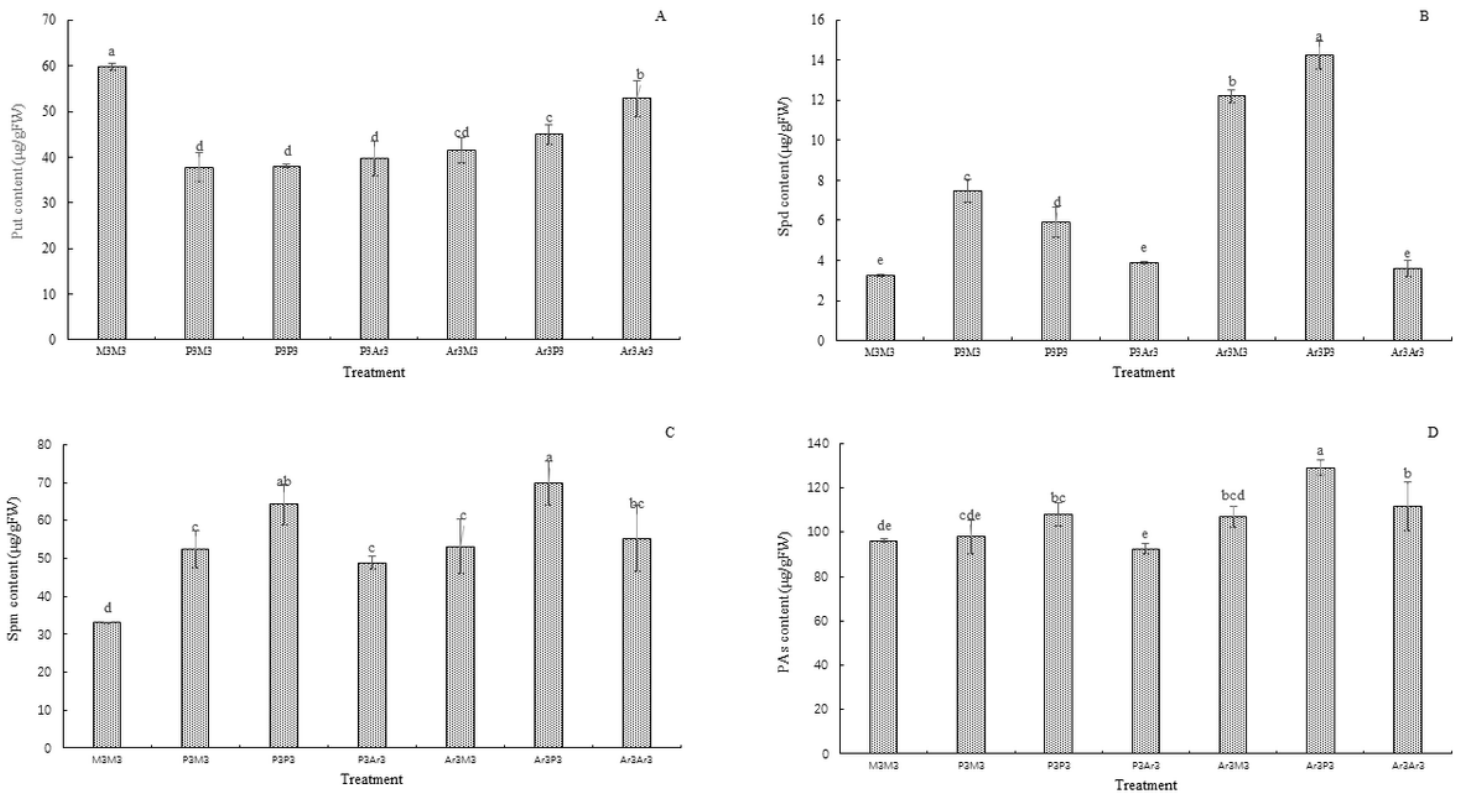 A
Put content (μg/gFW)
70
60
50
40
30
20
10
0
a
d
d
d
cd
c
b
M3M3 P3M3 P3P3 P3Ar3 Ar3M3 Ar3P3 Ar3Ar3
Treatment
B
Spd content (μg/gFW)
16
14
12
10
8
6
4
2
0
e
c
d
e
b
a
e
M3M3 P3M3 P3P3 P3Ar3 Ar3M3 Ar3P3 Ar3Ar3
Treatment
C
Spm content (μg/gFW)
80
70
60
50
40
30
20
10
0
d
c
ab
c
c
a
bc
M3M3 P3M3 P3P3 P3Ar3 Ar3M3 Ar3P3 Ar3Ar3
Treatment
D
PAs content (μg/gFW)
140
120
100
80
60
40
20
0
de
cde
bc
e
bcd
a
b
M3M3 P3M3 P3P3 P3Ar3 Ar3M3 Ar3P3 Ar3Ar3
Treatment